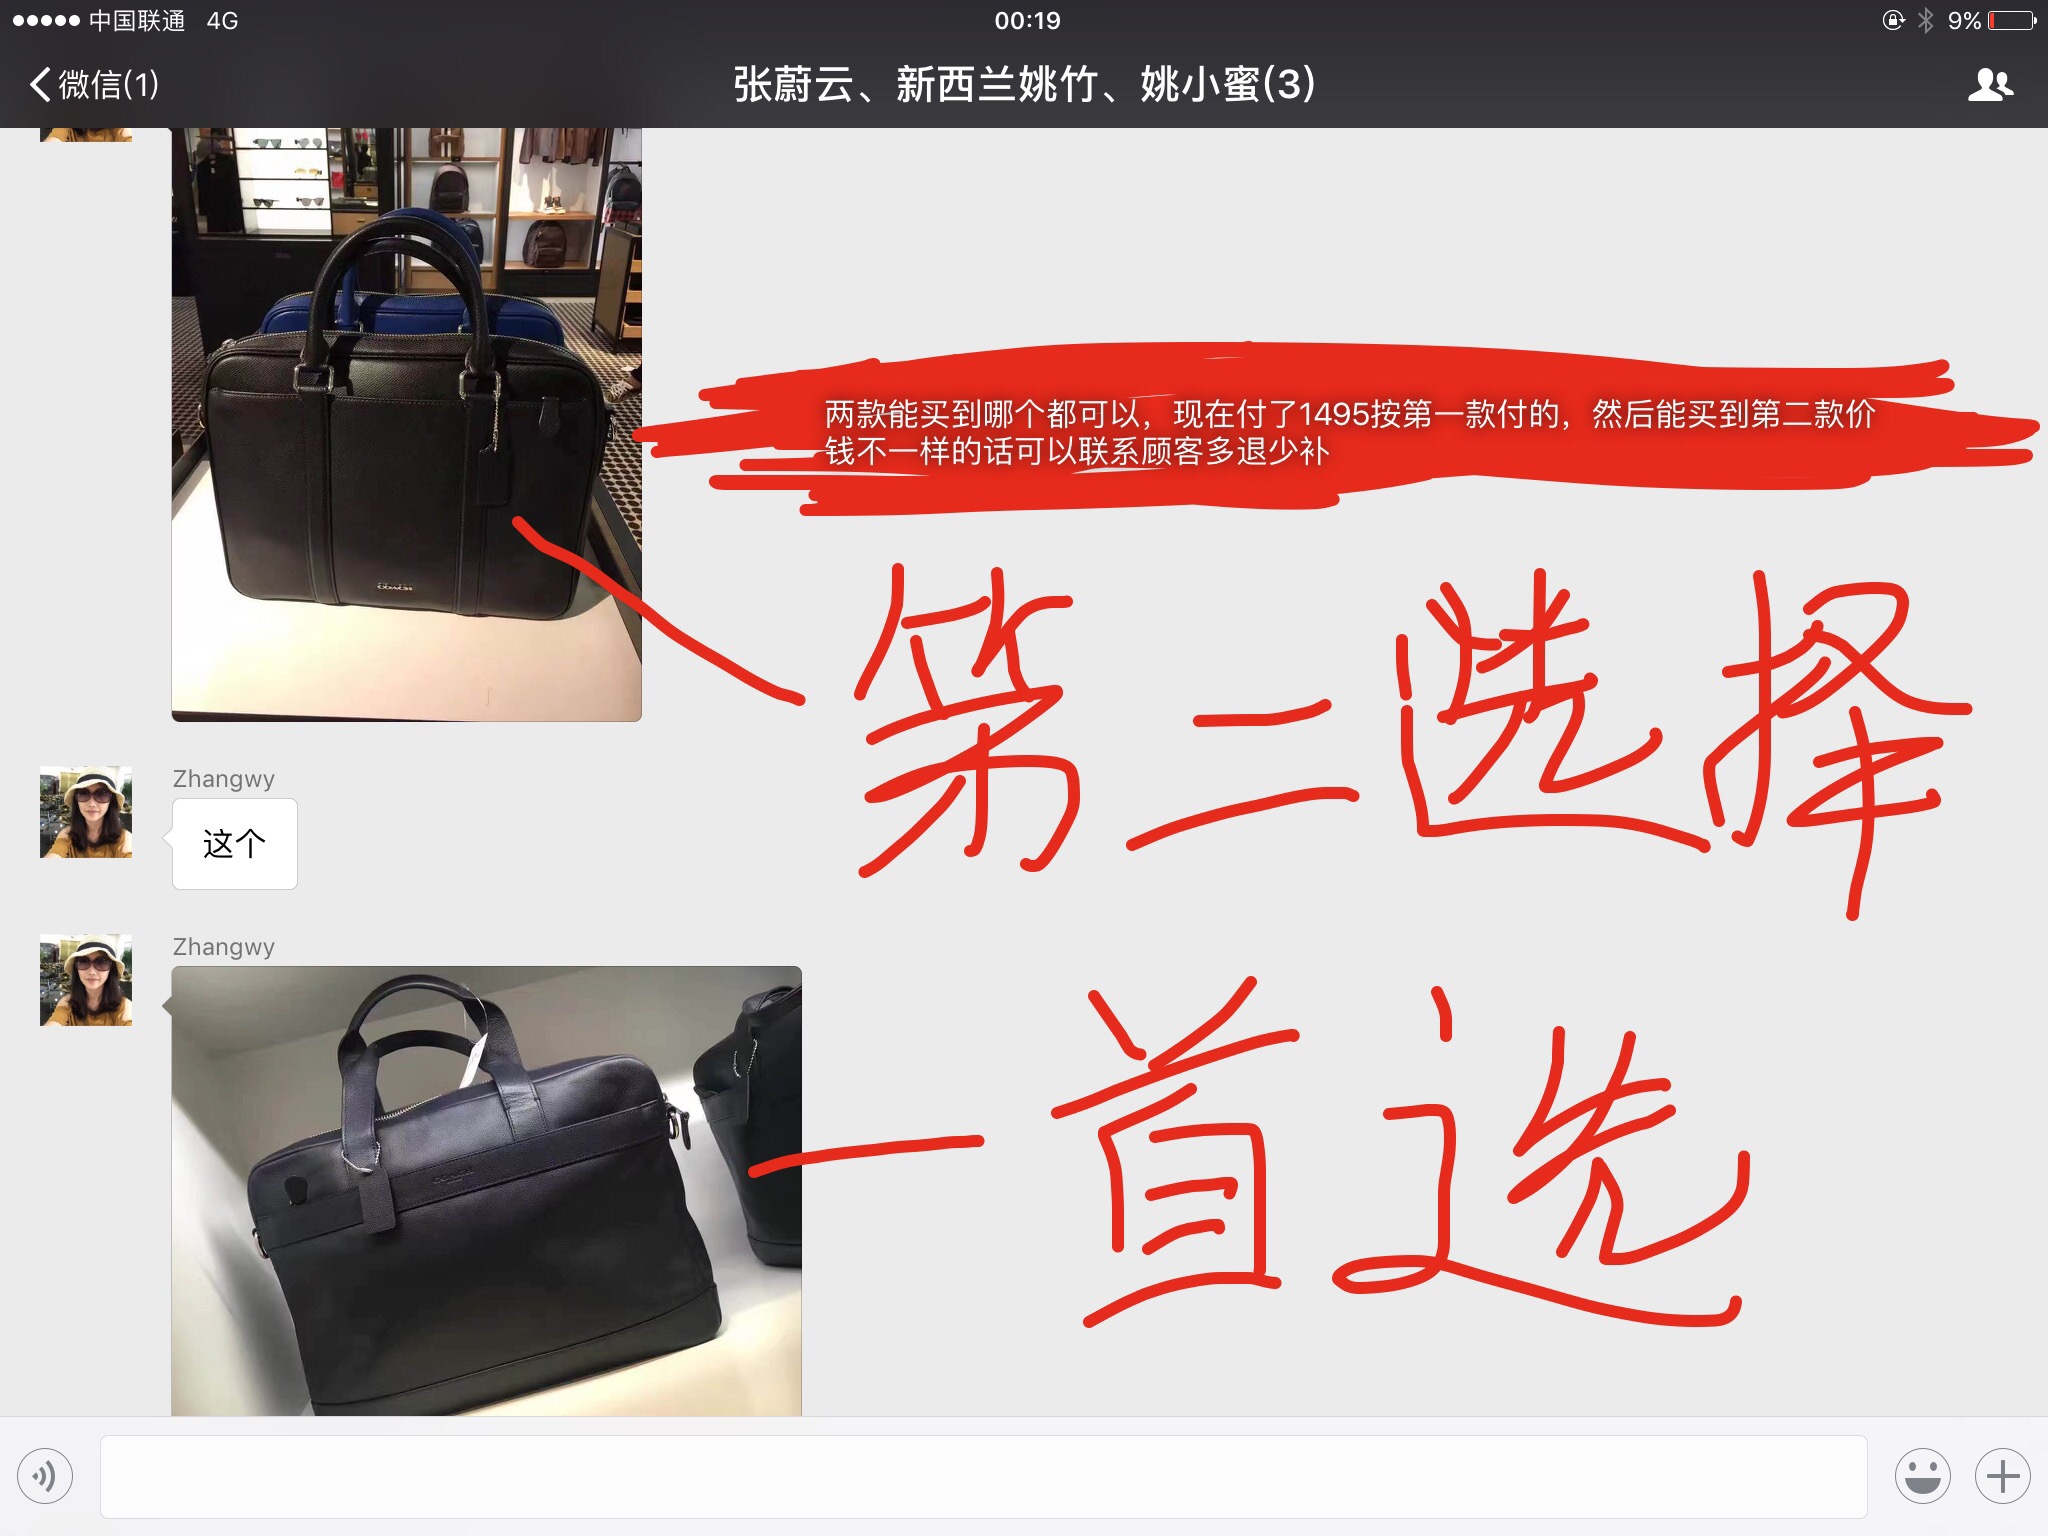 中国联通 4G 00:19 9%
微信(1) 张蔚云、新西兰姚竹、姚小蜜(3)
两款能买到哪个都可以，现在付了1495按第一款付的，然后能买到第二款价
钱不一样的话可以联系顾客多退少补
COACH
第二选择
Zhangwy
这个
Zhangwy
首选
COACH